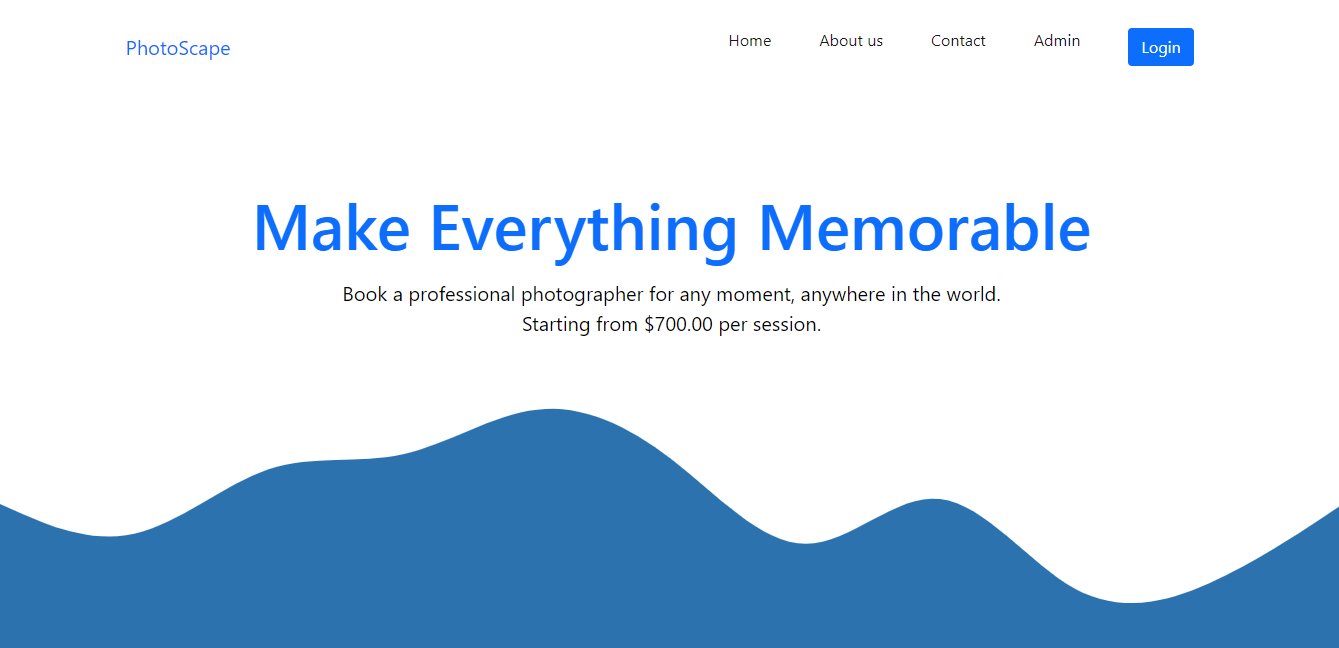 PhotoScape
Home
About us
Contact
Admin
Login
Make Everything Memorable
Book a professional photographer for any moment, anywhere in the world.
Starting from $700.00 per session.